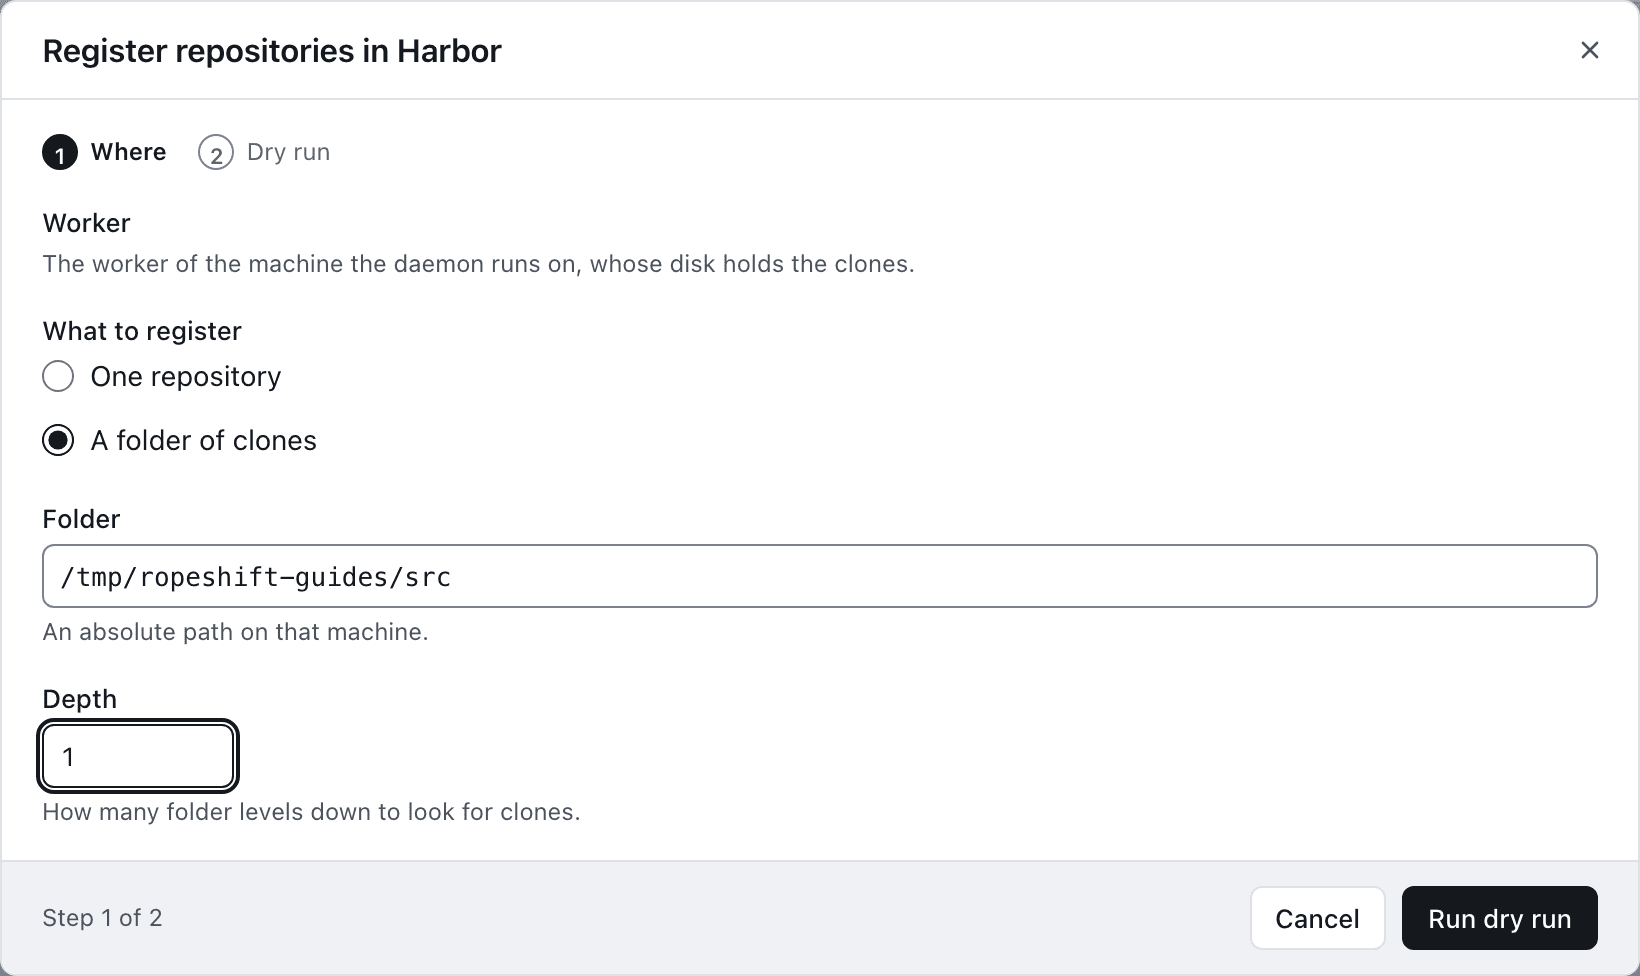 Register repositories in Harbor
1 Where 2 Dry run
Worker
The worker of the machine the daemon runs on, whose disk holds the clones.
What to register
One repository
A folder of clones
Folder
/tmp/ropeshift-guides/src
An absolute path on that machine.
Depth
1
How many folder levels down to look for clones.
Step 1 of 2
Cancel
Run dry run